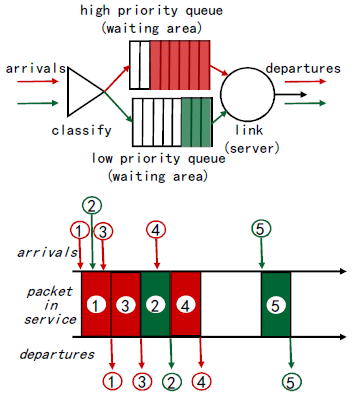 high priority queue
(waiting area)
arrivals
departures
classify
link
(server)
low priority queue
(waiting area)
2
1 3 4 5
arrivals
packet
in
service
1 3 2 4 5
departures
1 3 2 4 5